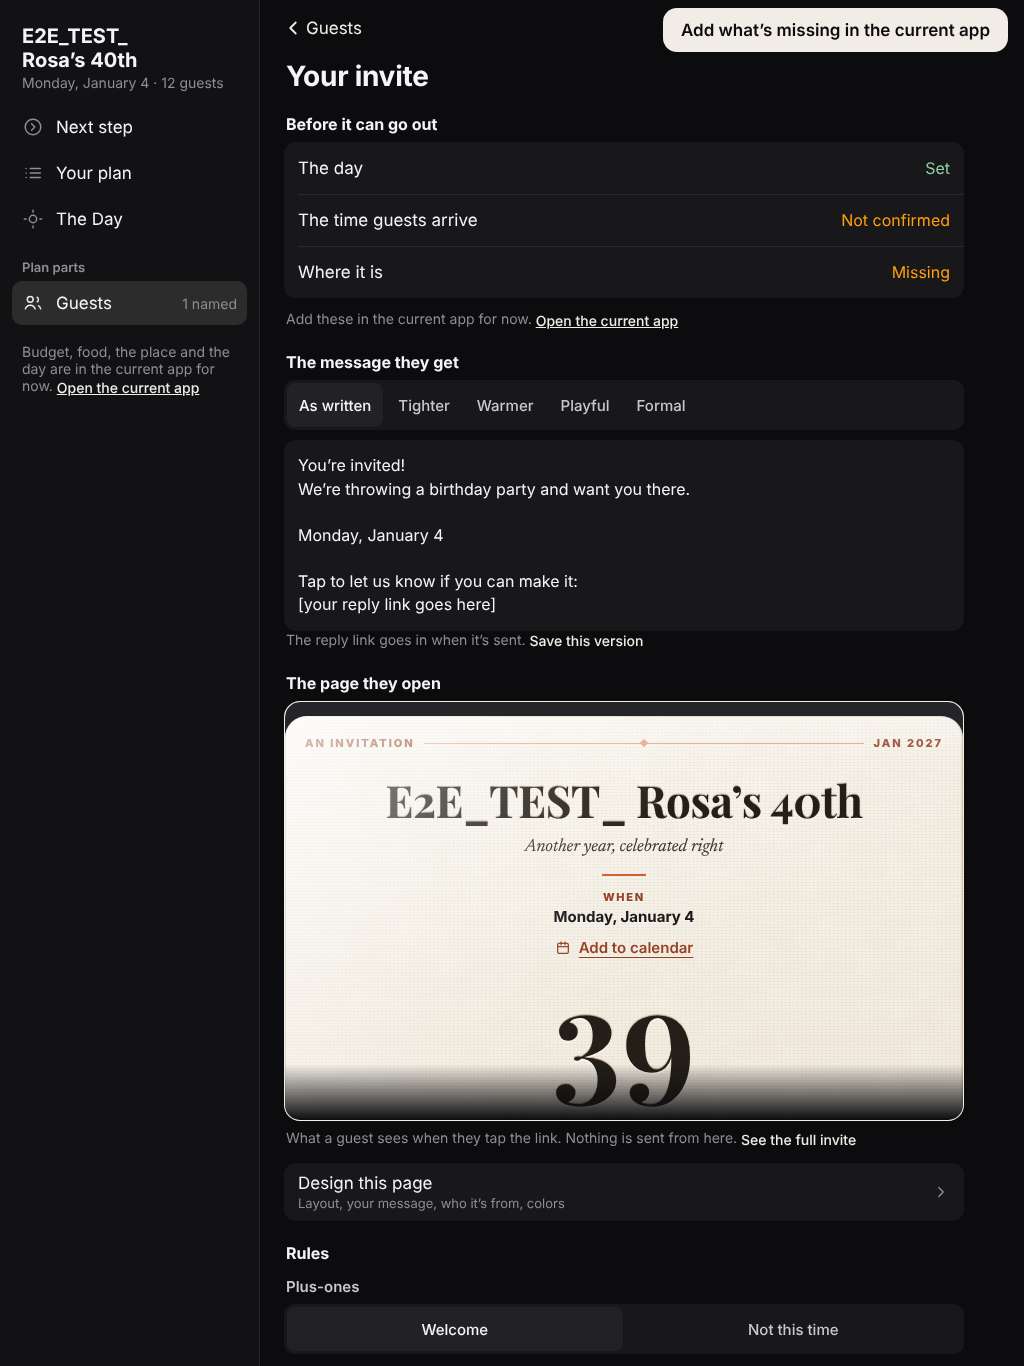 E2E_TEST_
Rosa’s 40th
Monday, January 4 · 12 guests
Next step
Your plan
The Day
Plan parts
Guests 1 named
Budget, food, the place and the
day are in the current app for
now. Open the current app
Guests
Add what’s missing in the current app
Your invite
Before it can go out
The day Set
The time guests arrive Not confirmed
Where it is Missing
Add these in the current app for now. Open the current app
The message they get
As written Tighter Warmer Playful Formal
You’re invited!
We’re throwing a birthday party and want you there.
Monday, January 4
Tap to let us know if you can make it:
[your reply link goes here]
The reply link goes in when it’s sent. Save this version
The page they open
AN INVITATION JAN 2027
E2E_TEST_ Rosa’s 40th
Another year, celebrated right
WHEN
Monday, January 4
Add to calendar
39
What a guest sees when they tap the link. Nothing is sent from here. See the full invite
Design this page
Layout, your message, who it’s from, colors
Rules
Plus-ones
Welcome Not this time